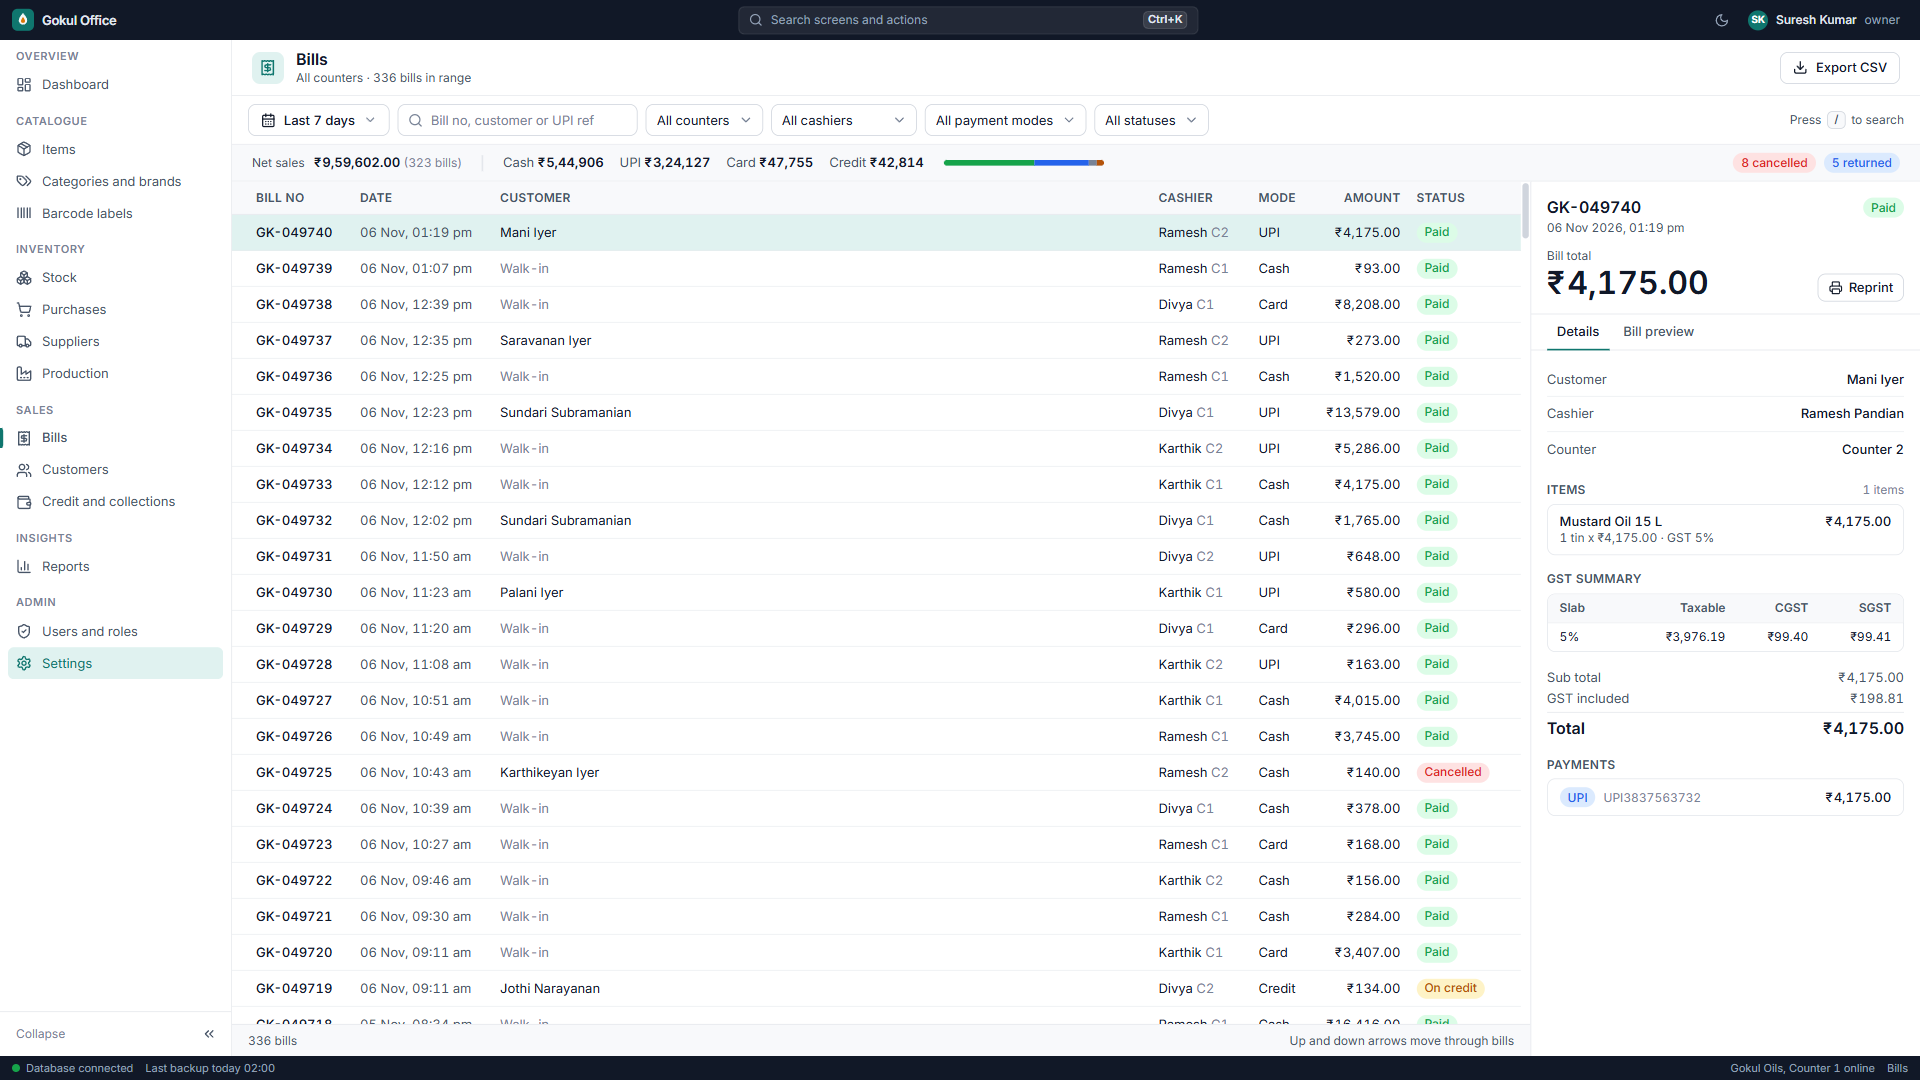 Gokul Office
Search screens and actions Ctrl+K
SK Suresh Kumar owner
OVERVIEW
Dashboard
CATALOGUE
Items
Categories and brands
Barcode labels
INVENTORY
Stock
Purchases
Suppliers
Production
SALES
Bills
Customers
Credit and collections
INSIGHTS
Reports
ADMIN
Users and roles
Settings
Collapse
Bills
All counters · 336 bills in range
Export CSV
Last 7 days Bill no, customer or UPI ref All counters All cashiers All payment modes All statuses Press / to search
Net sales ₹9,59,602.00 (323 bills) Cash ₹5,44,906 UPI ₹3,24,127 Card ₹47,755 Credit ₹42,814 8 cancelled 5 returned
BILL NO DATE CUSTOMER CASHIER MODE AMOUNT STATUS
GK-049740 06 Nov, 01:19 pm Mani Iyer Ramesh C2 UPI ₹4,175.00 Paid
GK-049739 06 Nov, 01:07 pm Walk-in Ramesh C1 Cash ₹93.00 Paid
GK-049738 06 Nov, 12:39 pm Walk-in Divya C1 Card ₹8,208.00 Paid
GK-049737 06 Nov, 12:35 pm Saravanan Iyer Ramesh C2 UPI ₹273.00 Paid
GK-049736 06 Nov, 12:25 pm Walk-in Ramesh C1 Cash ₹1,520.00 Paid
GK-049735 06 Nov, 12:23 pm Sundari Subramanian Divya C1 UPI ₹13,579.00 Paid
GK-049734 06 Nov, 12:16 pm Walk-in Karthik C2 UPI ₹5,286.00 Paid
GK-049733 06 Nov, 12:12 pm Walk-in Karthik C1 Cash ₹4,175.00 Paid
GK-049732 06 Nov, 12:02 pm Sundari Subramanian Divya C1 Cash ₹1,765.00 Paid
GK-049731 06 Nov, 11:50 am Walk-in Divya C2 UPI ₹648.00 Paid
GK-049730 06 Nov, 11:23 am Palani Iyer Karthik C1 UPI ₹580.00 Paid
GK-049729 06 Nov, 11:20 am Walk-in Divya C1 Card ₹296.00 Paid
GK-049728 06 Nov, 11:08 am Walk-in Karthik C2 UPI ₹163.00 Paid
GK-049727 06 Nov, 10:51 am Walk-in Karthik C1 Cash ₹4,015.00 Paid
GK-049726 06 Nov, 10:49 am Walk-in Ramesh C1 Cash ₹3,745.00 Paid
GK-049725 06 Nov, 10:43 am Karthikeyan Iyer Ramesh C2 Cash ₹140.00 Cancelled
GK-049724 06 Nov, 10:39 am Walk-in Divya C1 Cash ₹378.00 Paid
GK-049723 06 Nov, 10:27 am Walk-in Ramesh C1 Card ₹168.00 Paid
GK-049722 06 Nov, 09:46 am Walk-in Karthik C2 Cash ₹156.00 Paid
GK-049721 06 Nov, 09:30 am Walk-in Ramesh C1 Cash ₹284.00 Paid
GK-049720 06 Nov, 09:11 am Walk-in Karthik C1 Card ₹3,407.00 Paid
GK-049719 06 Nov, 09:11 am Jothi Narayanan Divya C2 Credit ₹134.00 On credit
GK-049718 05 Nov, 08:34 pm Walk-in Ramesh C1 Cash ₹16,416.00 Paid
336 bills Up and down arrows move through bills
GK-049740 Paid
06 Nov 2026, 01:19 pm
Bill total
₹4,175.00 Reprint
Details Bill preview
Customer Mani Iyer
Cashier Ramesh Pandian
Counter Counter 2
ITEMS 1 items
Mustard Oil 15 L ₹4,175.00
1 tin x ₹4,175.00 · GST 5%
GST SUMMARY
Slab Taxable CGST SGST
5% ₹3,976.19 ₹99.40 ₹99.41
Sub total ₹4,175.00
GST included ₹198.81
Total ₹4,175.00
PAYMENTS
UPI UPI3837563732 ₹4,175.00
Database connected Last backup today 02:00 Gokul Oils, Counter 1 online Bills